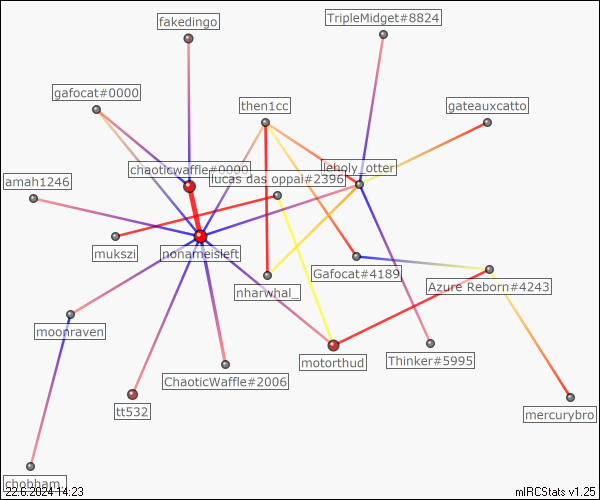 TripleMidget#8824
fakedingo
gafocat#0000
then1cc
gateauxcatto
chaoticwaffle#0000
leholy_otter
amah1246
lucas das oppai#2396
mukszi
nonameisleft
Gafocat#4189
Azure Reborn#4243
nharwhal_
moonraven
motorthud
Thinker#5995
ChaoticWaffle#2006
tt532
mercurybro
chobham_
22.6.2024 14:23
mIRCStats v1.25